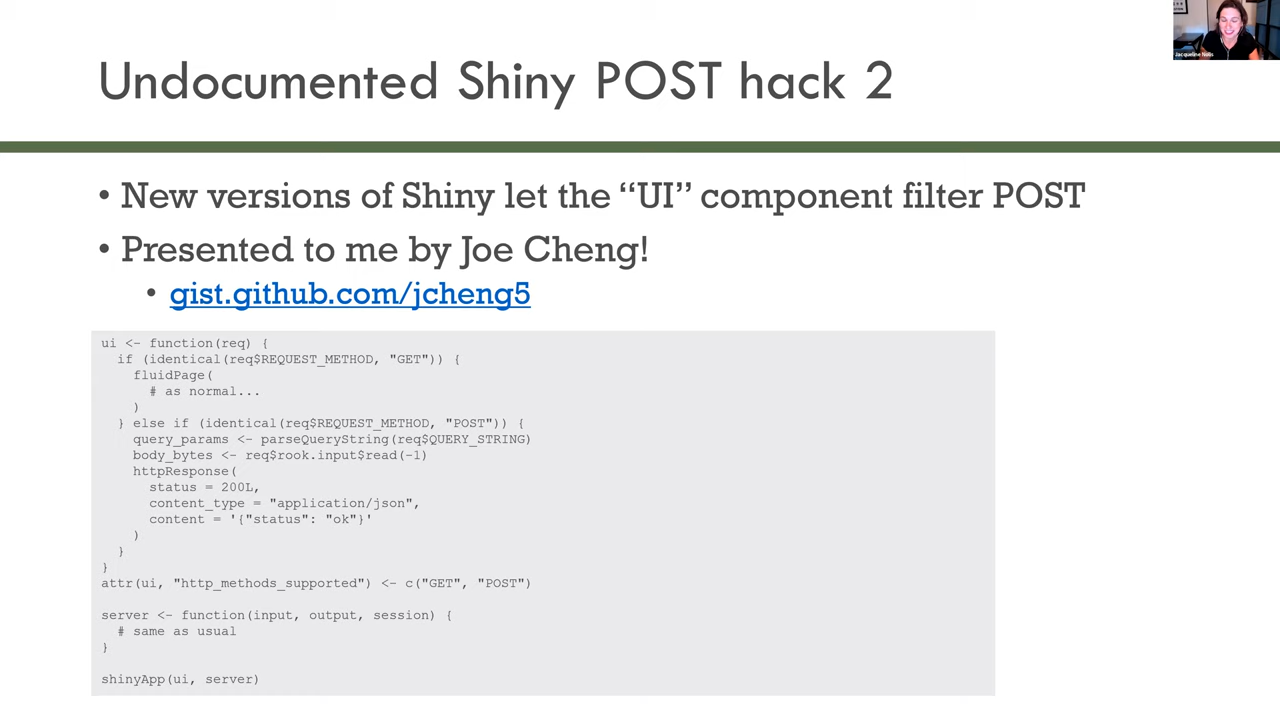 Undocumented Shiny POST hack 2
Jacqueline Nolis
• New versions of Shiny let the “UI” component filter POST
• Presented to me by Joe Cheng!
• gist.github.com/jcheng5
ui <- function(req) {
  if (identical(req$REQUEST_METHOD, "GET")) {
    fluidPage(
      # as normal...
    )
  } else if (identical(req$REQUEST_METHOD, "POST")) {
    query_params <- parseQueryString(req$QUERY_STRING)
    body_bytes <- req$rook.input$read(-1)
    httpResponse(
      status = 200L,
      content_type = "application/json",
      content = '{"status": "ok"}'
    )
  }
}
attr(ui, "http_methods_supported") <- c("GET", "POST")
server <- function(input, output, session) {
  # same as usual
}
shinyApp(ui, server)